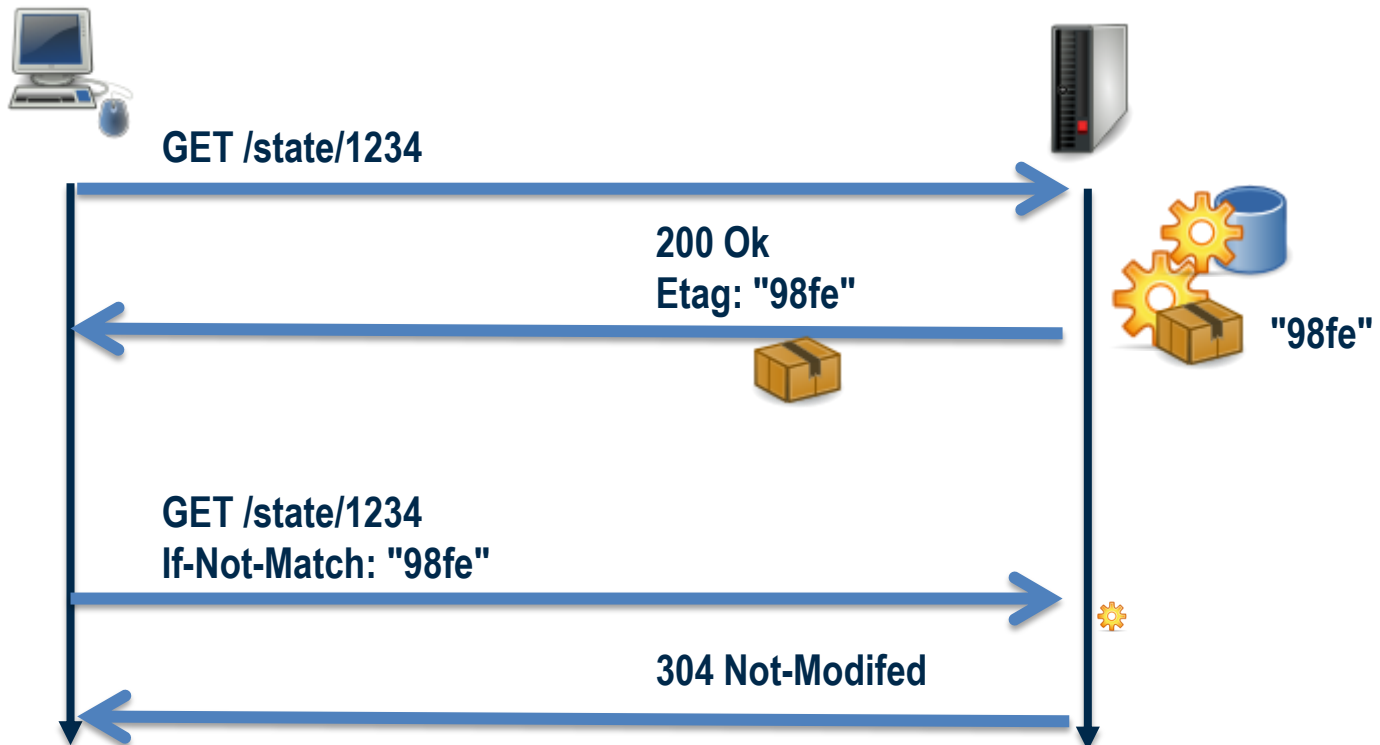 GET /state/1234
200 Ok
Etag: "98fe"
"98fe"
GET /state/1234
If-Not-Match: "98fe"
304 Not-Modifed